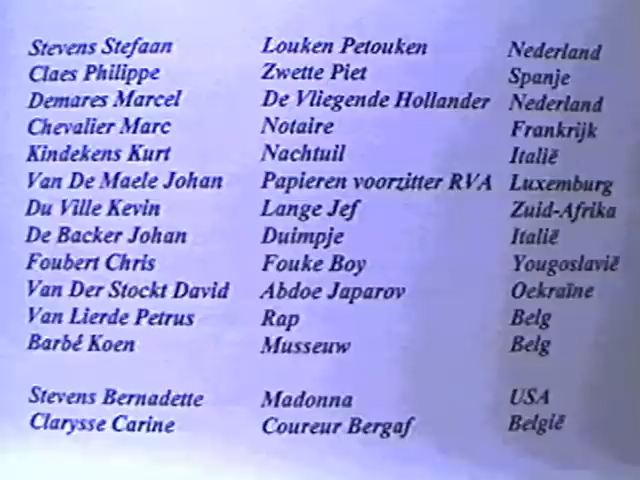 Stevens Stefaan Louken Petouken Nederland
Claes Philippe Zwette Piet Spanje
Demares Marcel De Vliegende Hollander Nederland
Chevalier Marc Notaire Frankrijk
Kindekens Kurt Nachtuil Italië
Van De Maele Johan Papieren voorzitter RVA Luxemburg
Du Ville Kevin Lange Jef Zuid-Afrika
De Backer Johan Duimpje Italië
Foubert Chris Fouke Boy Yougoslavië
Van Der Stockt David Abdoe Japarov Oekraïne
Van Lierde Petrus Rap Belg
Barbé Koen Musseuw Belg
Stevens Bernadette Madonna USA
Clarysse Carine Coureur Bergaf België